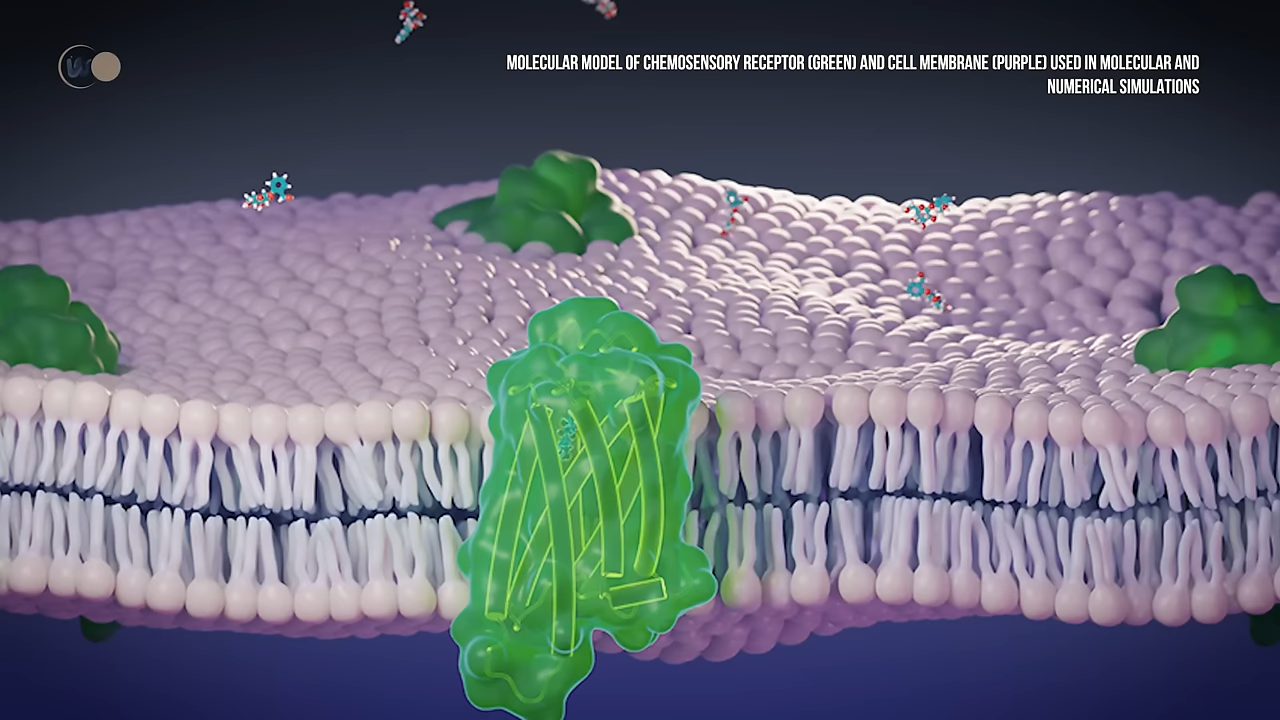 MOLECULAR MODEL OF CHEMOSENSORY RECEPTOR (GREEN) AND CELL MEMBRANE (PURPLE) USED IN MOLECULAR AND
NUMERICAL SIMULATIONS